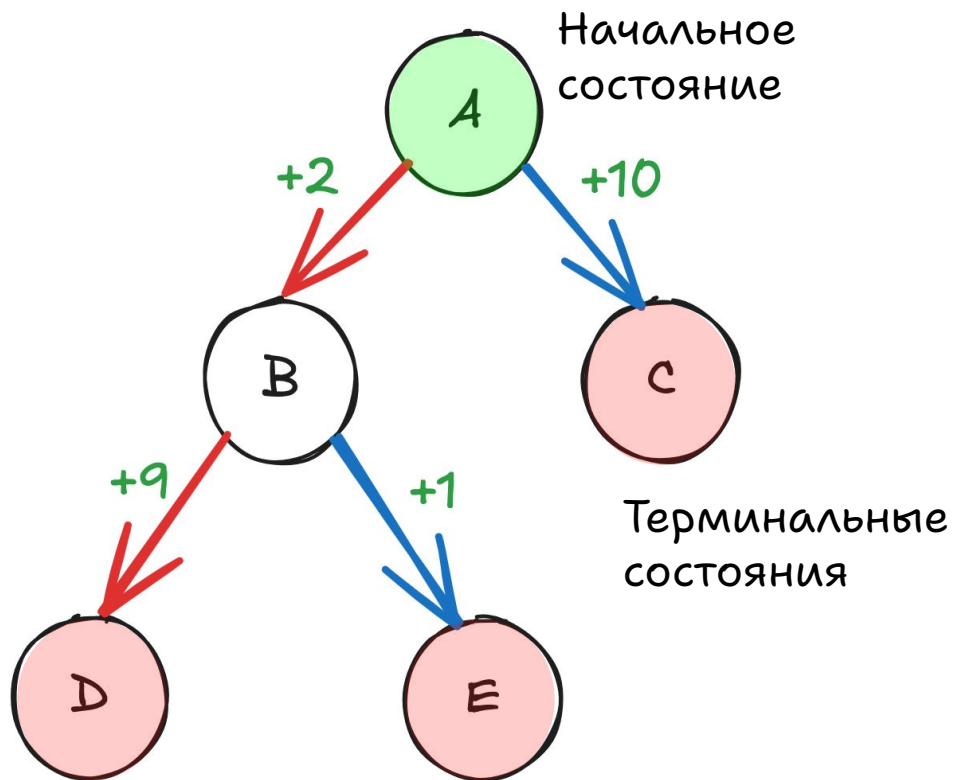 Начальное
состояние
A
+2
+10
B
C
+9
+1
Терминальные
состояния
D
E